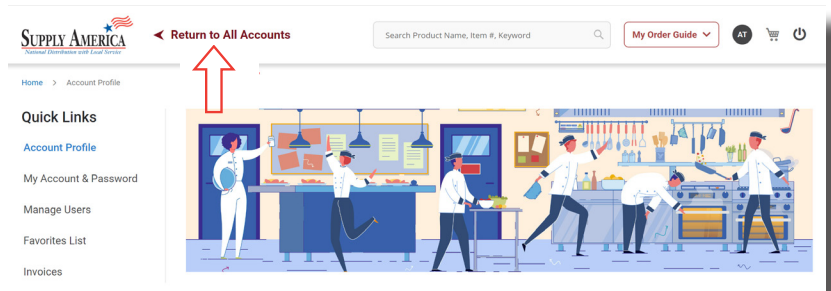 SUPPLY AMERICA
National Distribution with Local Service
Return to All Accounts
Search Product Name, Item #, Keyword
My Order Guide
AT
Home > Account Profile
Quick Links
Account Profile
My Account & Password
Manage Users
Favorites List
Invoices